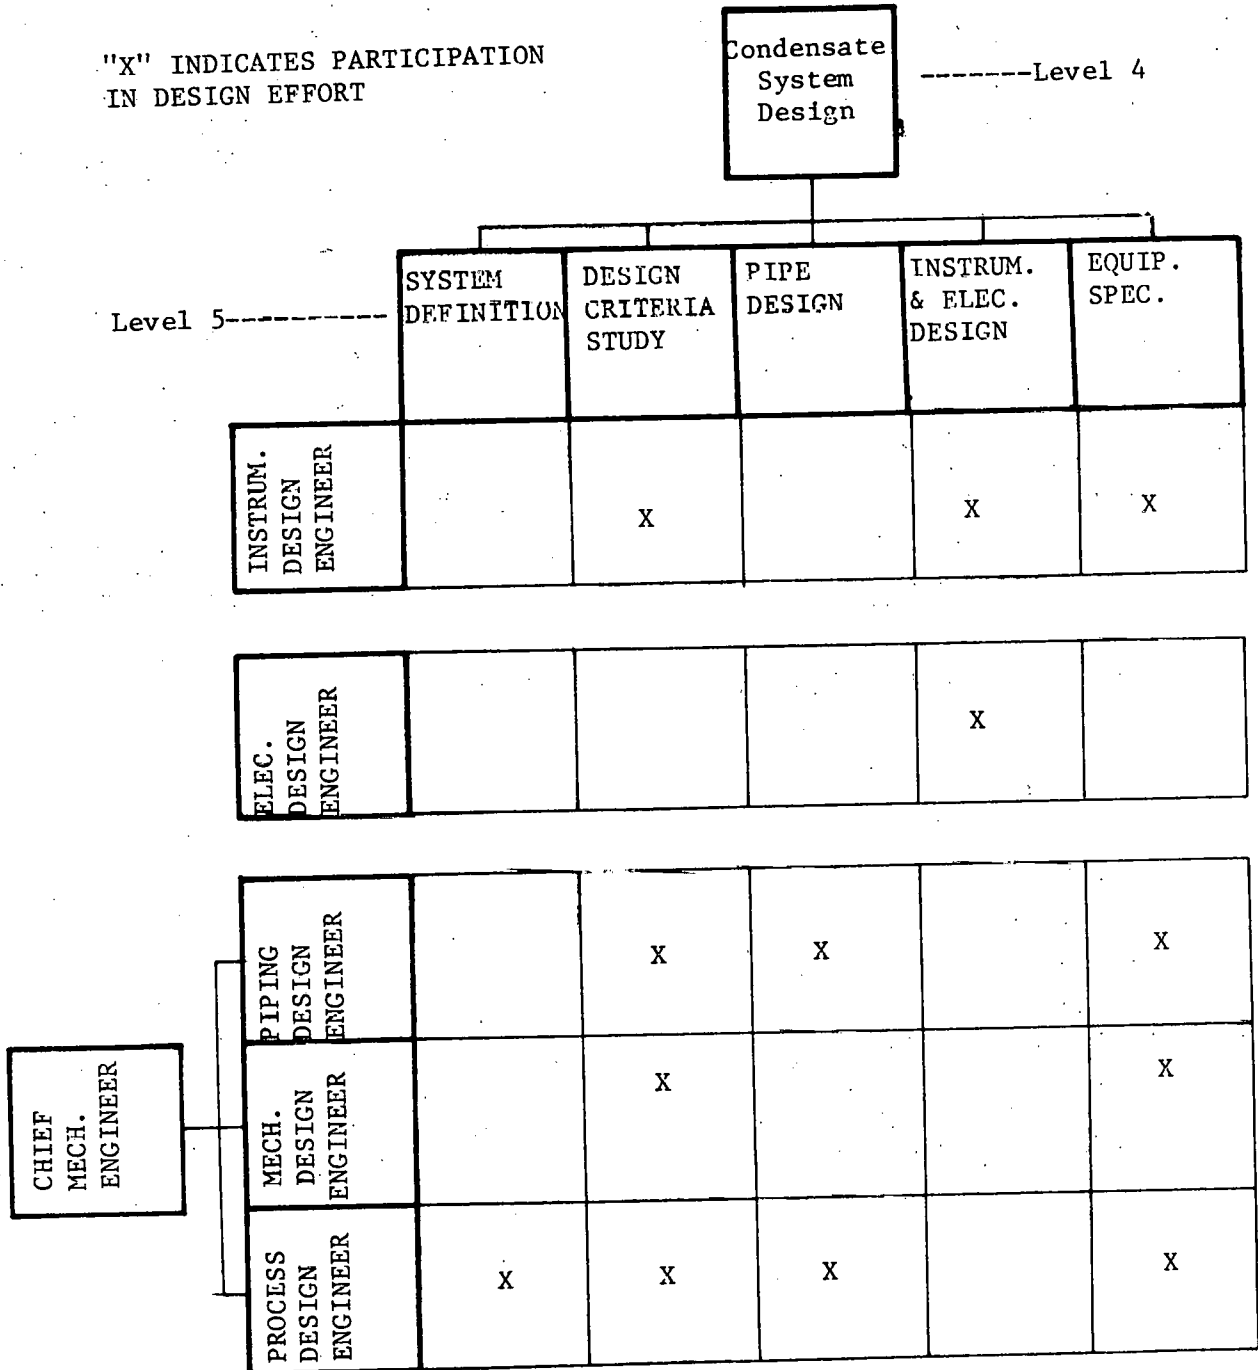 "X" INDICATES PARTICIPATION
IN DESIGN EFFORT
Condensate
System
Design
-------Level 4
Level 5----------
SYSTEM
DEFINITION
DESIGN
CRITERIA
STUDY
PIPE
DESIGN
INSTRUM.
& ELEC.
DESIGN
EQUIP.
SPEC.
INSTRUM.
DESIGN
ENGINEER
X
X
X
ELEC.
DESIGN
ENGINEER
X
PIPING
DESIGN
ENGINEER
X
X
X
CHIEF
MECH.
ENGINEER
MECH.
DESIGN
ENGINEER
X
X
PROCESS
DESIGN
ENGINEER
X
X
X
X